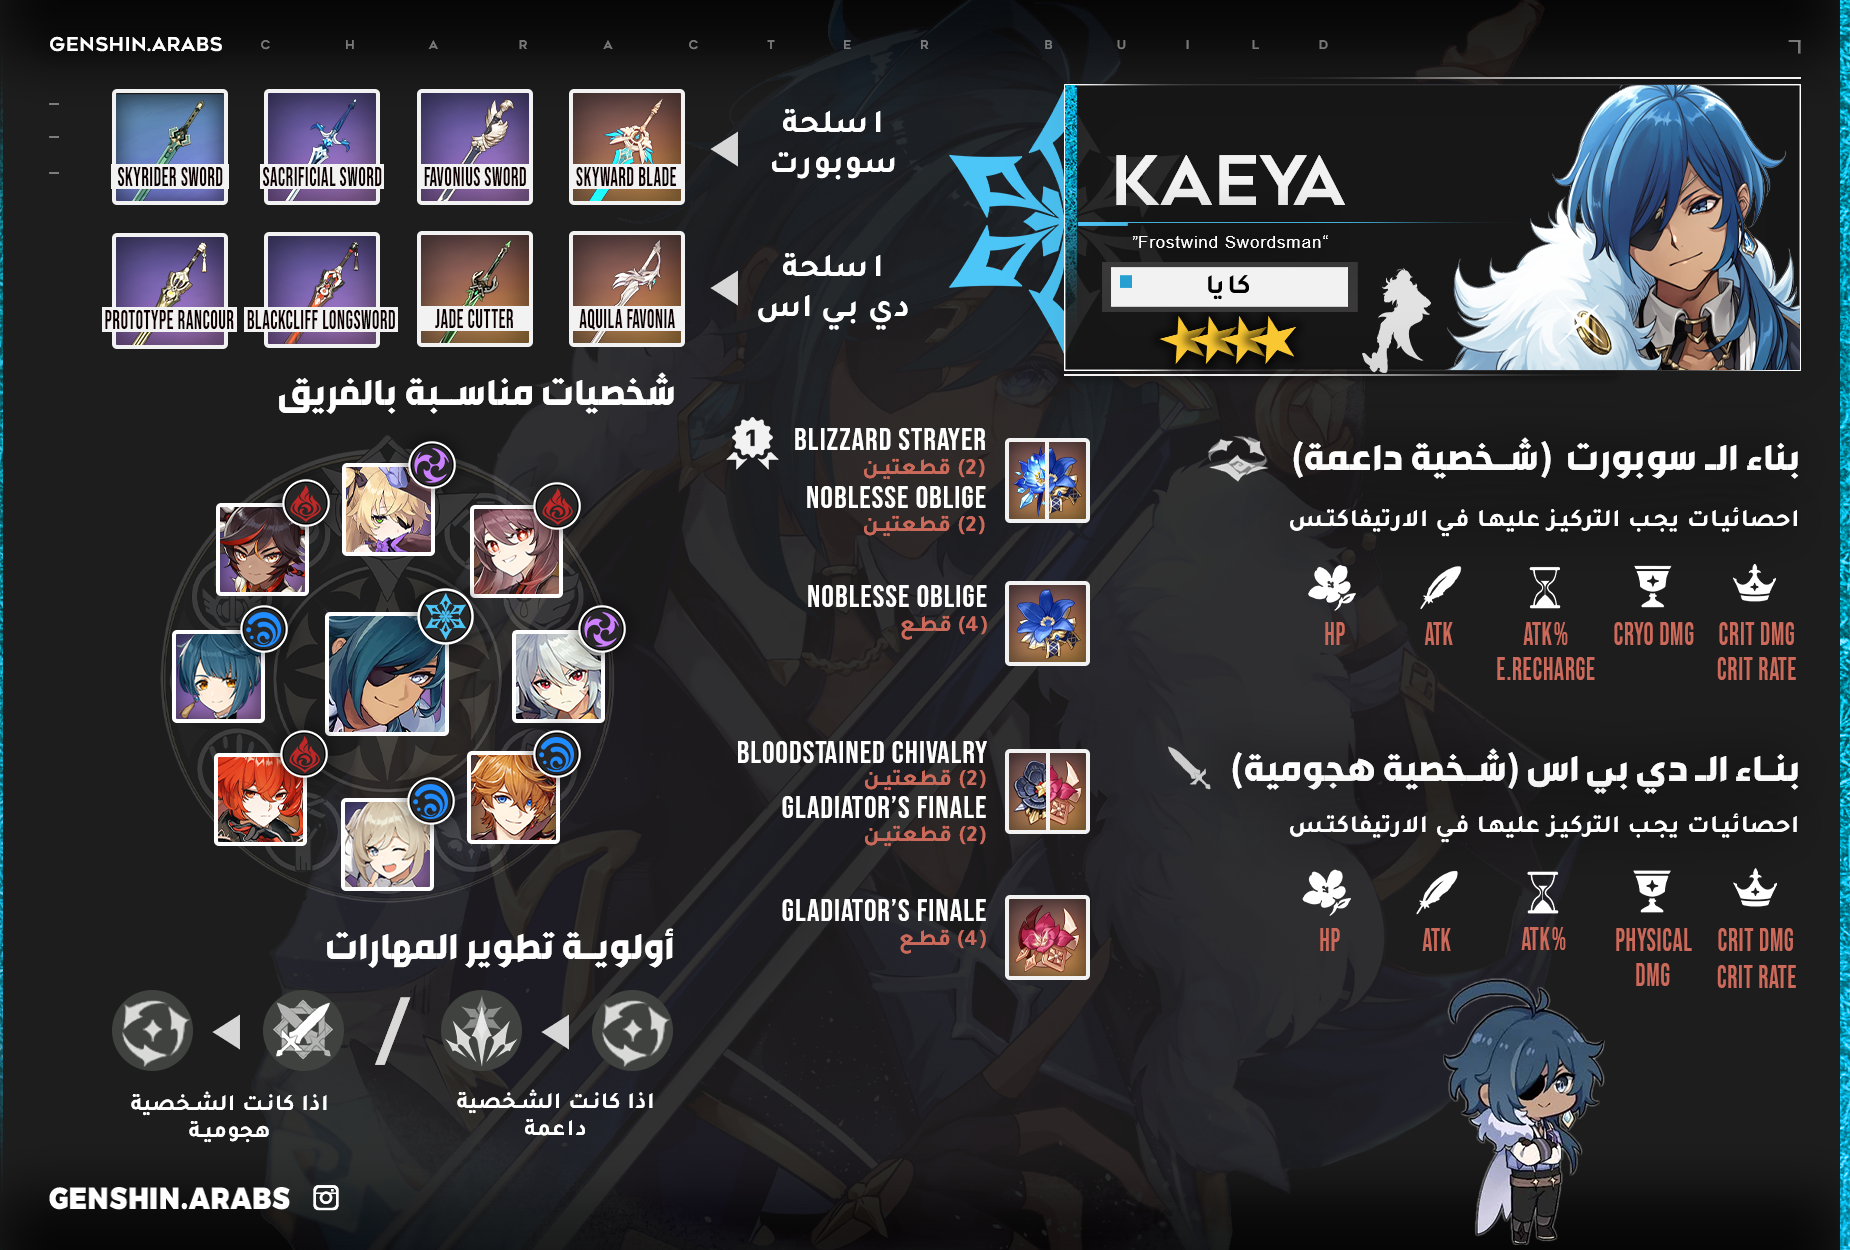 GENSHIN.ARABS
CHARACTER BUILD
SKYRIDER SWORD
SACRIFICIAL SWORD
FAVONIUS SWORD
SKYWARD BLADE
اسلحة
سوبورت
PROTOTYPE RANCOUR
BLACKCLIFF LONGSWORD
JADE CUTTER
AQUILA FAVONIA
اسلحة
دي بي اس
KAEYA
"Frostwind Swordsman"
كايا
شخصيات مناسبة بالفريق
1
BLIZZARD STRAYER
(2) قطعتين
NOBLESSE OBLIGE
(2) قطعتين
NOBLESSE OBLIGE
(4) قطع
BLOODSTAINED CHIVALRY
(2) قطعتين
GLADIATOR'S FINALE
(2) قطعتين
GLADIATOR'S FINALE
(4) قطع
بناء الـ سوبورت (شخصية داعمة)
احصائيات يجب التركيز عليها في الارتيفاكتس
HP
ATK
ATK%
E.RECHARGE
CRYO DMG
CRIT DMG
CRIT RATE
بناء الـ دي بي اس (شخصية هجومية)
احصائيات يجب التركيز عليها في الارتيفاكتس
HP
ATK
ATK%
PHYSICAL
DMG
CRIT DMG
CRIT RATE
أولوية تطوير المهارات
/
اذا كانت الشخصية
داعمة
اذا كانت الشخصية
هجومية
GENSHIN.ARABS